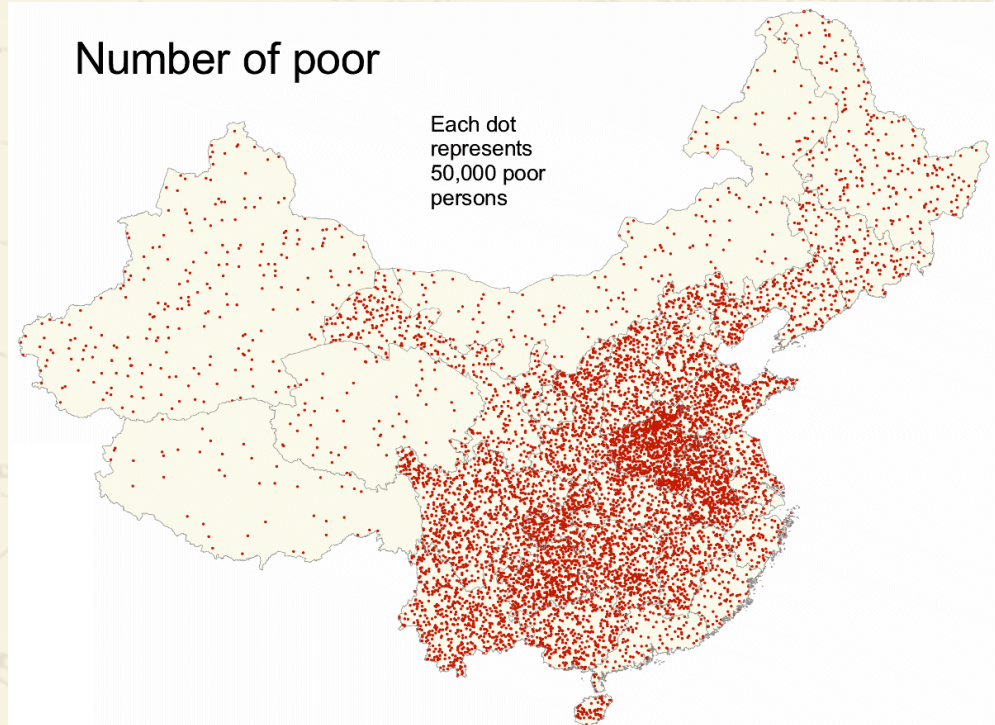 Number of poor
Each dot
represents
50,000 poor
persons